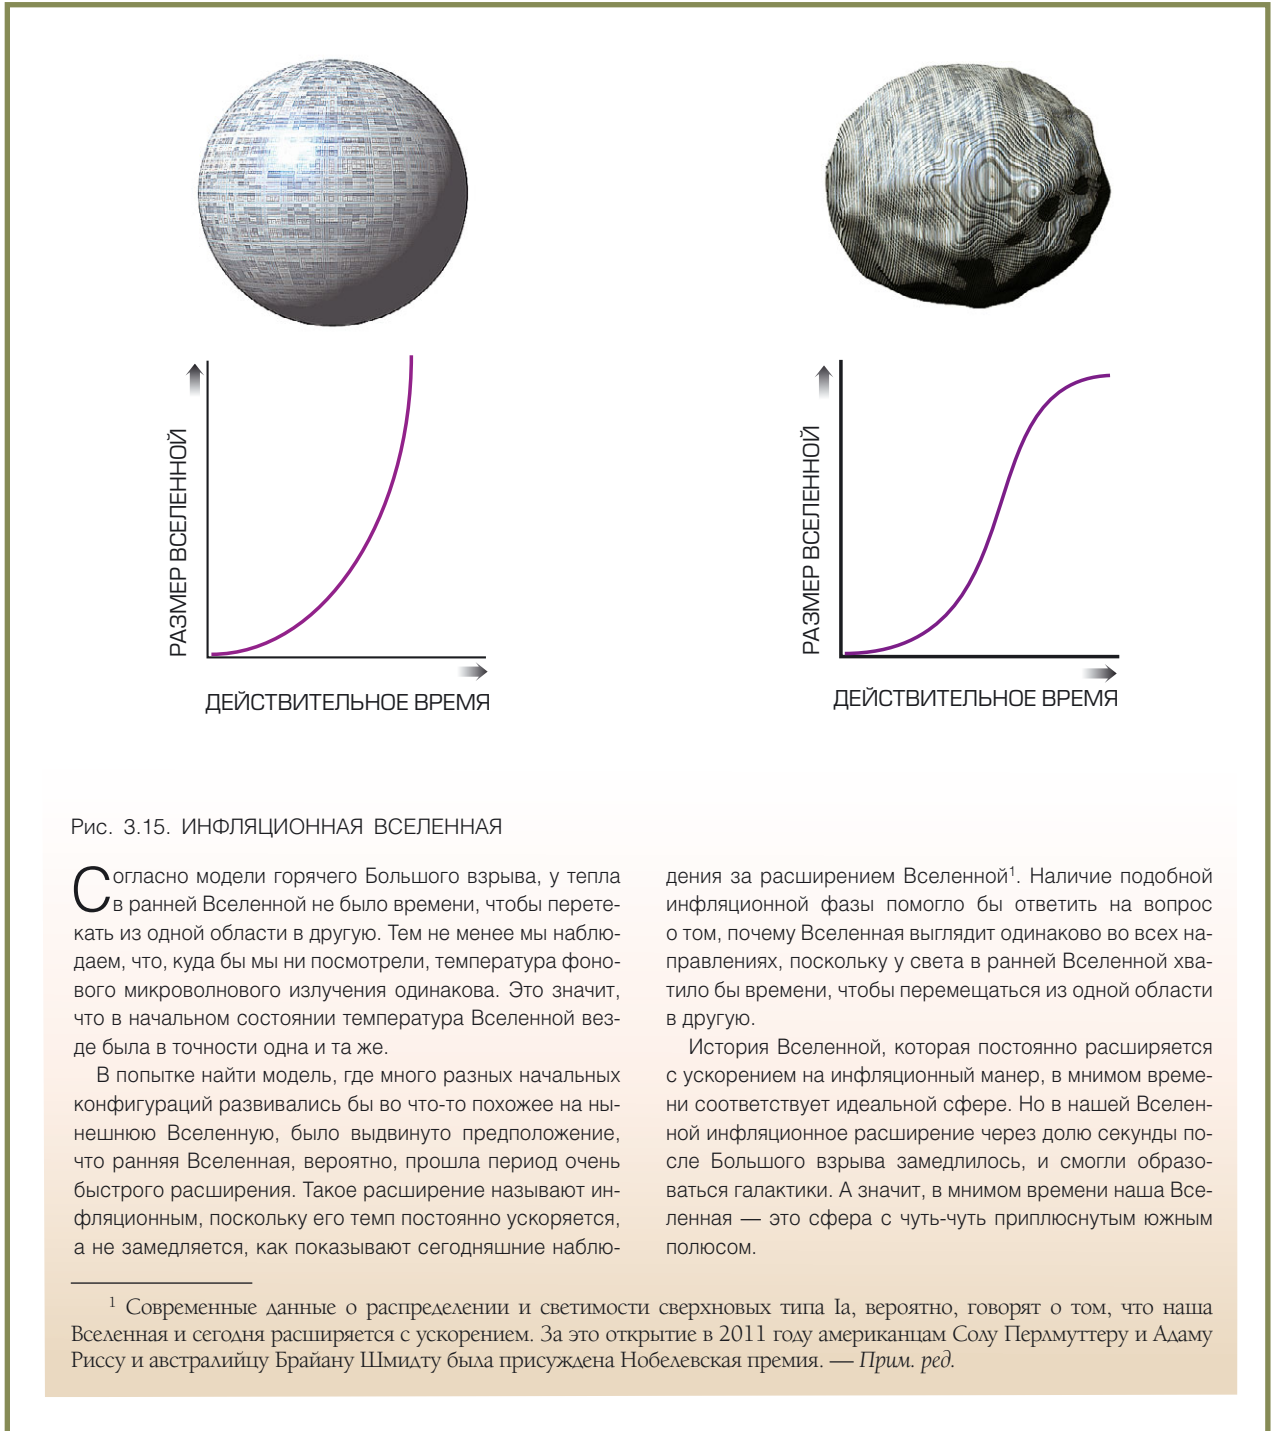 РАЗМЕР ВСЕЛЕННОЙ
ДЕЙСТВИТЕЛЬНОЕ ВРЕМЯ
РАЗМЕР ВСЕЛЕННОЙ
ДЕЙСТВИТЕЛЬНОЕ ВРЕМЯ
Рис. 3.15. ИНФЛЯЦИОННАЯ ВСЕЛЕННАЯ
Согласно модели горячего Большого взрыва, у тепла
в ранней Вселенной не было времени, чтобы перете-
кать из одной области в другую. Тем не менее мы наблю-
даем, что, куда бы мы ни посмотрели, температура фоно-
вого микроволнового излучения одинакова. Это значит,
что в начальном состоянии температура Вселенной вез-
де была в точности одна и та же.
В попытке найти модель, где много разных начальных
конфигураций развивались бы во что-то похожее на ны-
нешнюю Вселенную, было выдвинуто предположение,
что ранняя Вселенная, вероятно, прошла период очень
быстрого расширения. Такое расширение называют ин-
фляционным, поскольку его темп постоянно ускоряется,
а не замедляется, как показывают сегодняшние наблю-
дения за расширением Вселенной¹. Наличие подобной
инфляционной фазы помогло бы ответить на вопрос
о том, почему Вселенная выглядит одинаково во всех на-
правлениях, поскольку у света в ранней Вселенной хва-
тило бы времени, чтобы перемещаться из одной области
в другую.
История Вселенной, которая постоянно расширяется
с ускорением на инфляционный манер, в мнимом време-
ни соответствует идеальной сфере. Но в нашей Вселен-
ной инфляционное расширение через долю секунды по-
сле Большого взрыва замедлилось, и смогли образо-
ваться галактики. А значит, в мнимом времени наша Все-
ленная — это сфера с чуть-чуть приплюснутым южным
полюсом.
¹ Современные данные о распределении и светимости сверхновых типа Ia, вероятно, говорят о том, что наша
Вселенная и сегодня расширяется с ускорением. За это открытие в 2011 году американцам Солу Перлмуттеру и Адаму
Риссу и австралийцу Брайану Шмидту была присуждена Нобелевская премия. — Прим. ред.